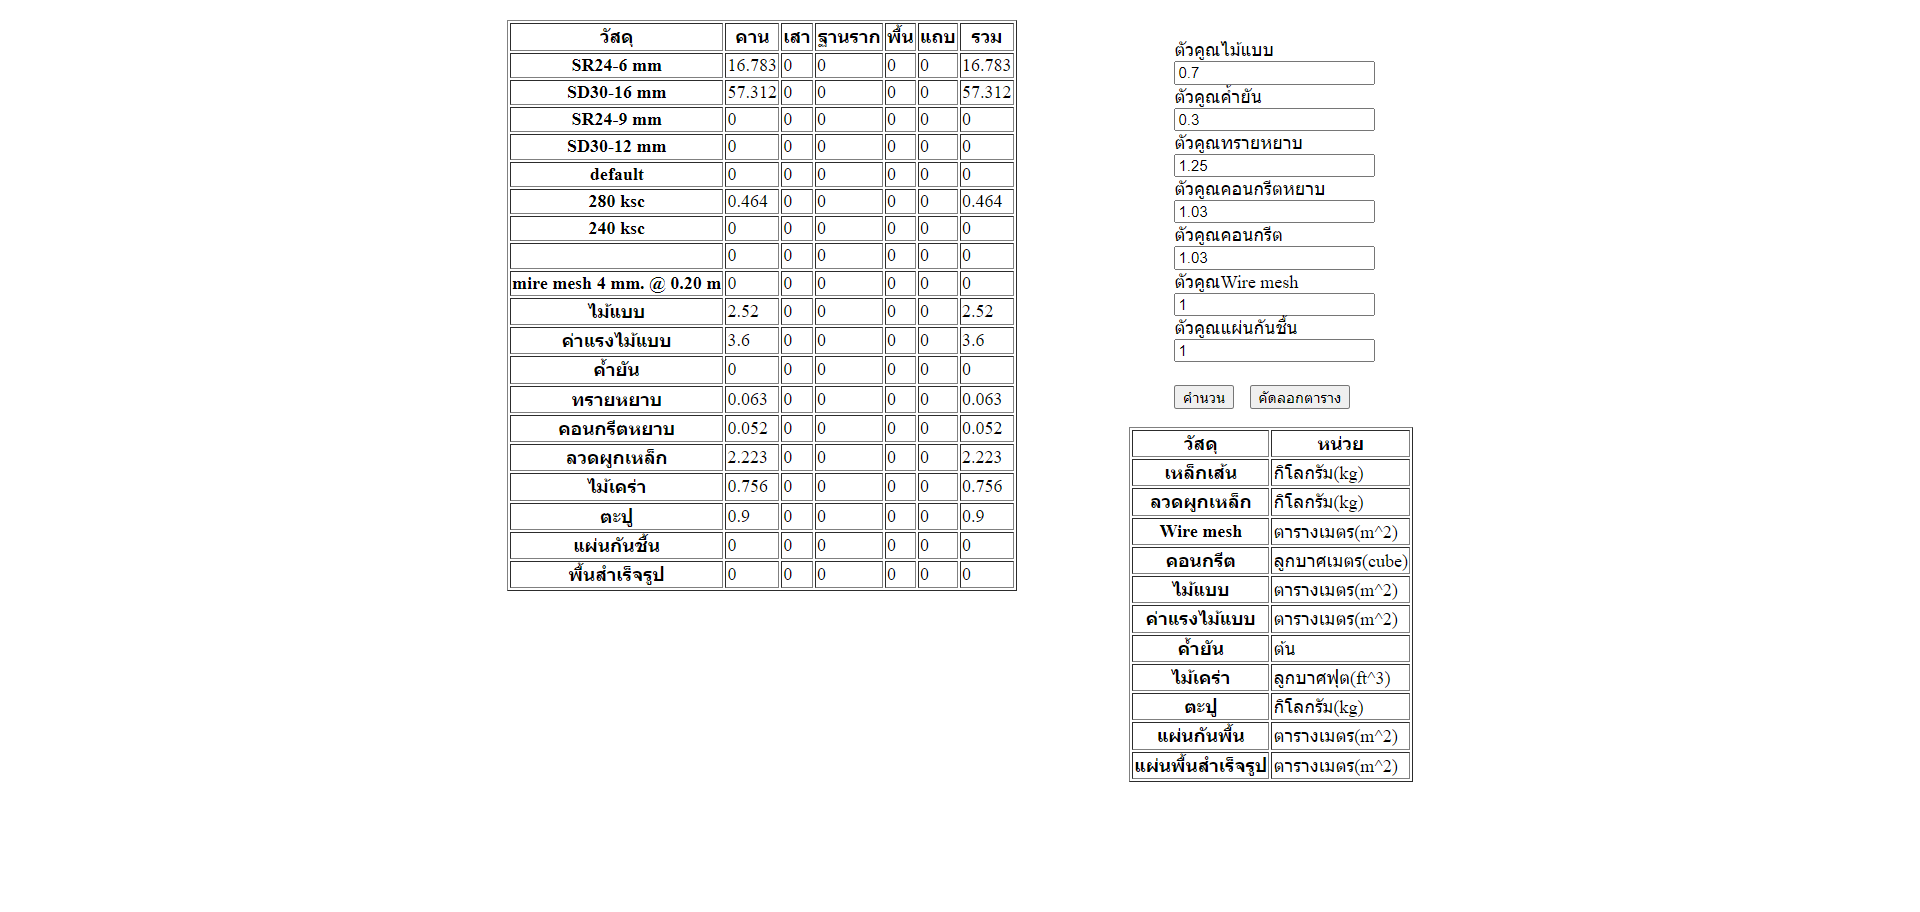 วัสดุ คาน เสา ฐานราก พื้น แถบ รวม
SR24-6 mm 16.783 0 0 0 0 16.783
SD30-16 mm 57.312 0 0 0 0 57.312
SR24-9 mm 0 0 0 0 0 0
SD30-12 mm 0 0 0 0 0 0
default 0 0 0 0 0 0
280 ksc 0.464 0 0 0 0 0.464
240 ksc 0 0 0 0 0 0
0 0 0 0 0 0
mire mesh 4 mm. @ 0.20 m 0 0 0 0 0 0
ไม้แบบ 2.52 0 0 0 0 2.52
ค่าแรงไม้แบบ 3.6 0 0 0 0 3.6
ค้ำยัน 0 0 0 0 0 0
ทรายหยาบ 0.063 0 0 0 0 0.063
คอนกรีตหยาบ 0.052 0 0 0 0 0.052
ลวดผูกเหล็ก 2.223 0 0 0 0 2.223
ไม้เคร่า 0.756 0 0 0 0 0.756
ตะปู 0.9 0 0 0 0 0.9
แผ่นกันชื้น 0 0 0 0 0 0
พื้นสำเร็จรูป 0 0 0 0 0 0
ตัวคูณไม้แบบ
0.7
ตัวคูณค้ำยัน
0.3
ตัวคูณทรายหยาบ
1.25
ตัวคูณคอนกรีตหยาบ
1.03
ตัวคูณคอนกรีต
1.03
ตัวคูณWire mesh
1
ตัวคูณแผ่นกันชื้น
1
คำนวน คัดลอกตาราง
วัสดุ หน่วย
เหล็กเส้น กิโลกรัม(kg)
ลวดผูกเหล็ก กิโลกรัม(kg)
Wire mesh ตารางเมตร(m^2)
คอนกรีต ลูกบาศเมตร(cube)
ไม้แบบ ตารางเมตร(m^2)
ค่าแรงไม้แบบ ตารางเมตร(m^2)
ค้ำยัน ต้น
ไม้เคร่า ลูกบาศฟุต(ft^3)
ตะปู กิโลกรัม(kg)
แผ่นกันพื้น ตารางเมตร(m^2)
แผ่นพื้นสำเร็จรูป ตารางเมตร(m^2)